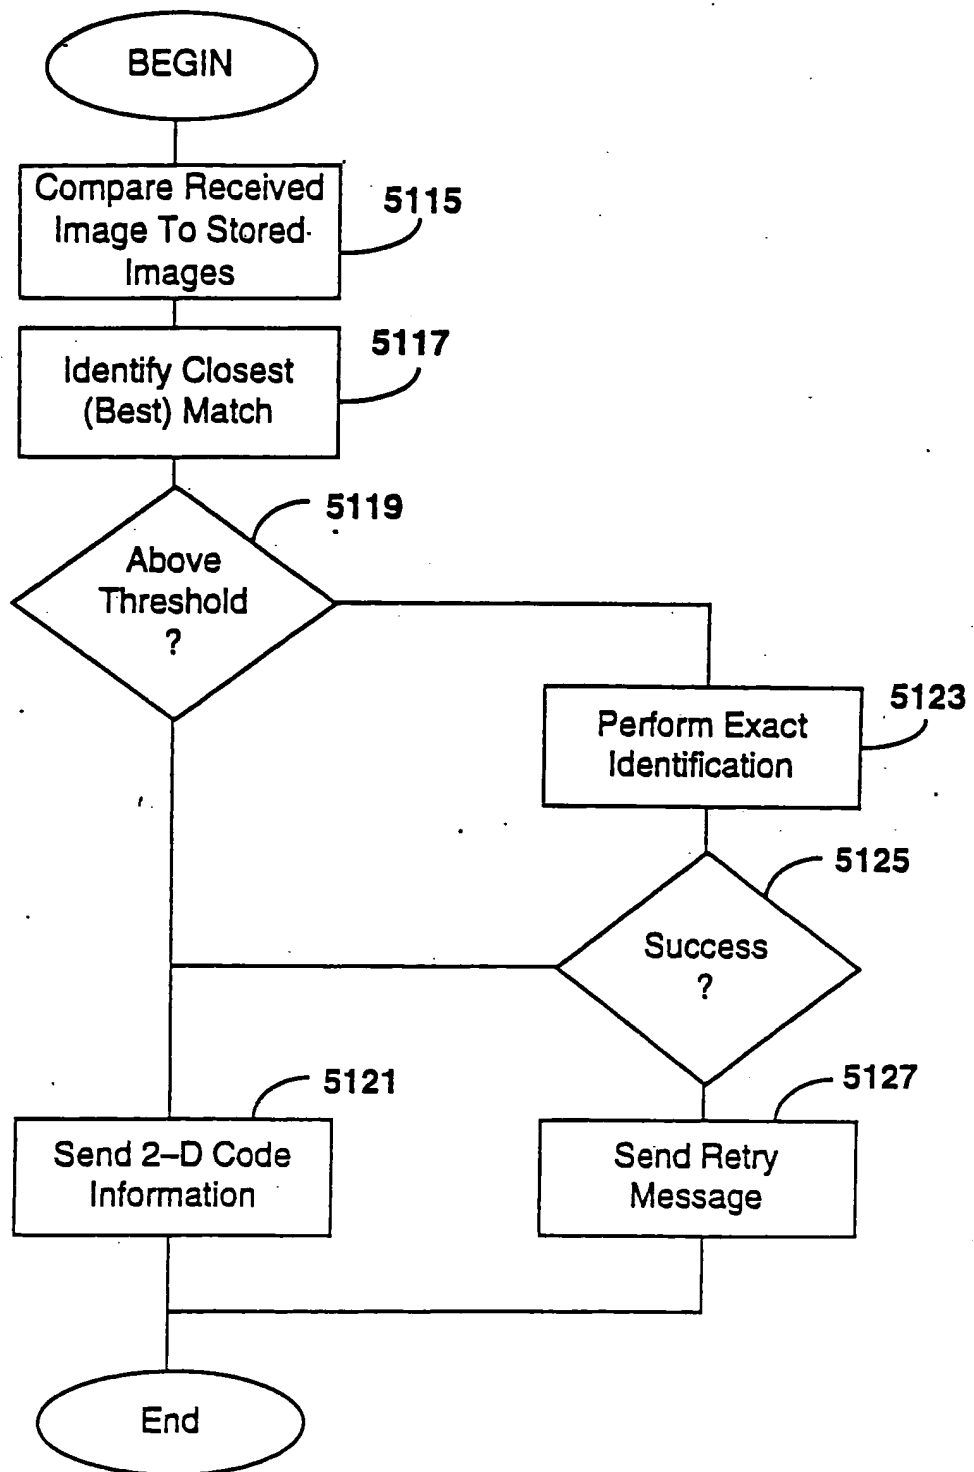 BEGIN
Compare Received
Image To Stored
Images
5115
Identify Closest
(Best) Match
5117
Above
Threshold
?
5119
Perform Exact
Identification
5123
Success
?
5125
Send 2–D Code
Information
5121
Send Retry
Message
5127
End